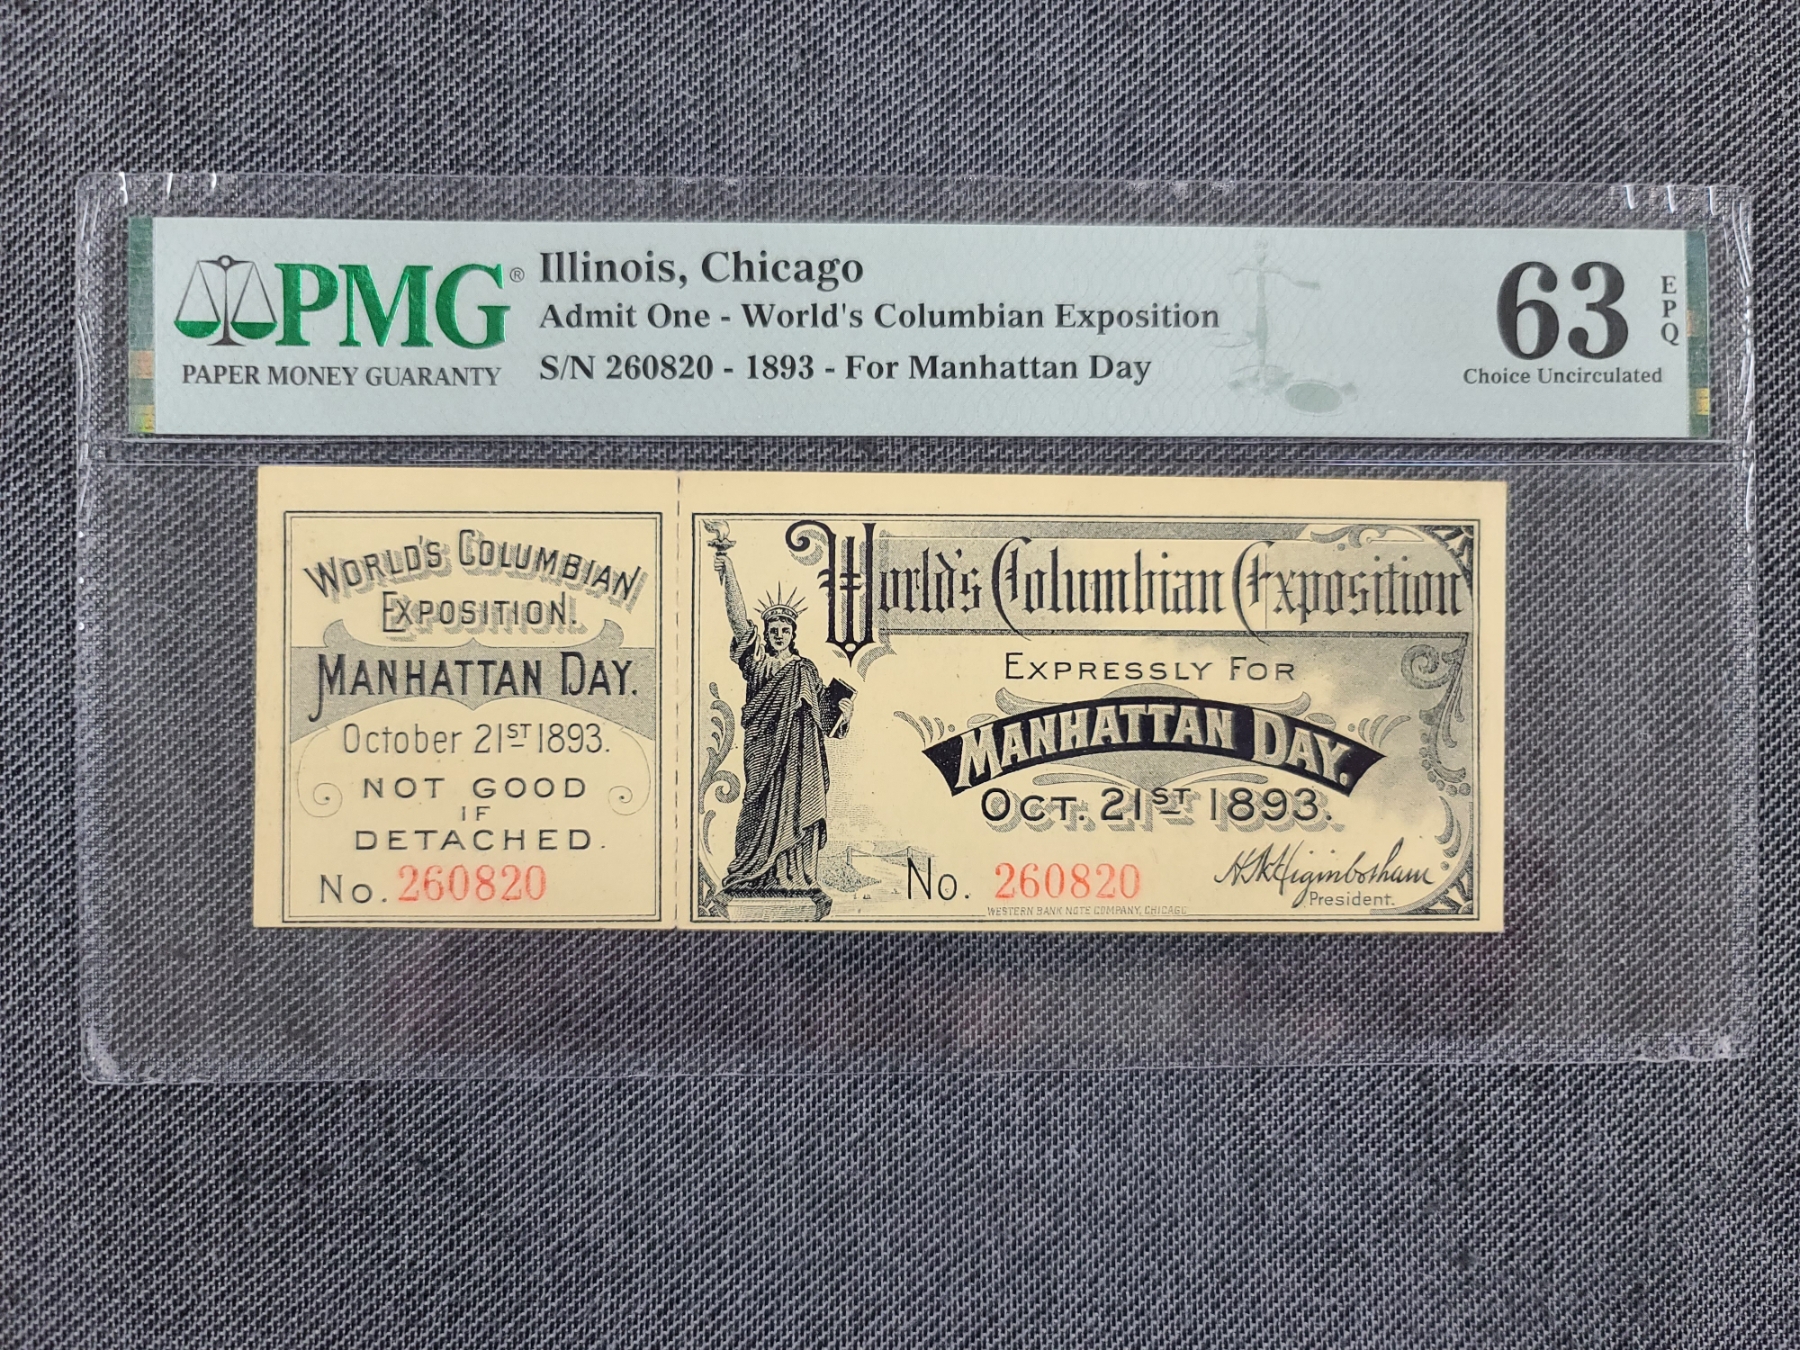 PMG®
PAPER MONEY GUARANTY
Illinois, Chicago
Admit One - World's Columbian Exposition
S/N 260820 - 1893 - For Manhattan Day
63
EPQ
Choice Uncirculated
WORLD'S COLUMBIAN
EXPOSITION.
MANHATTAN DAY.
October 21ST 1893.
NOT GOOD
IF
DETACHED.
No. 260820
World's Columbian Exposition
EXPRESSLY FOR
MANHATTAN DAY.
OCT. 21ST 1893.
No. 260820
H.N. Higinbotham
President.
WESTERN BANK NOTE COMPANY, CHICAGO